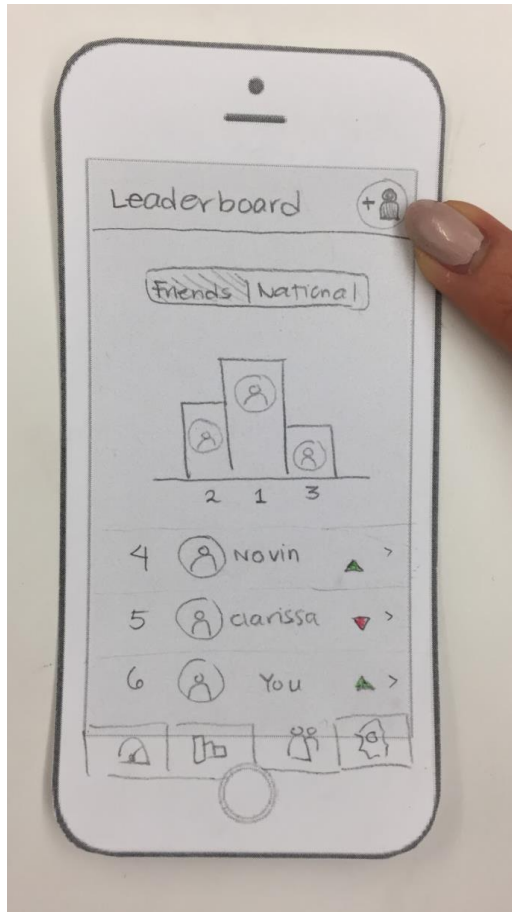 Leaderboard +
Friends | National
2 1 3
4 Novin >
5 clarissa >
6 You >